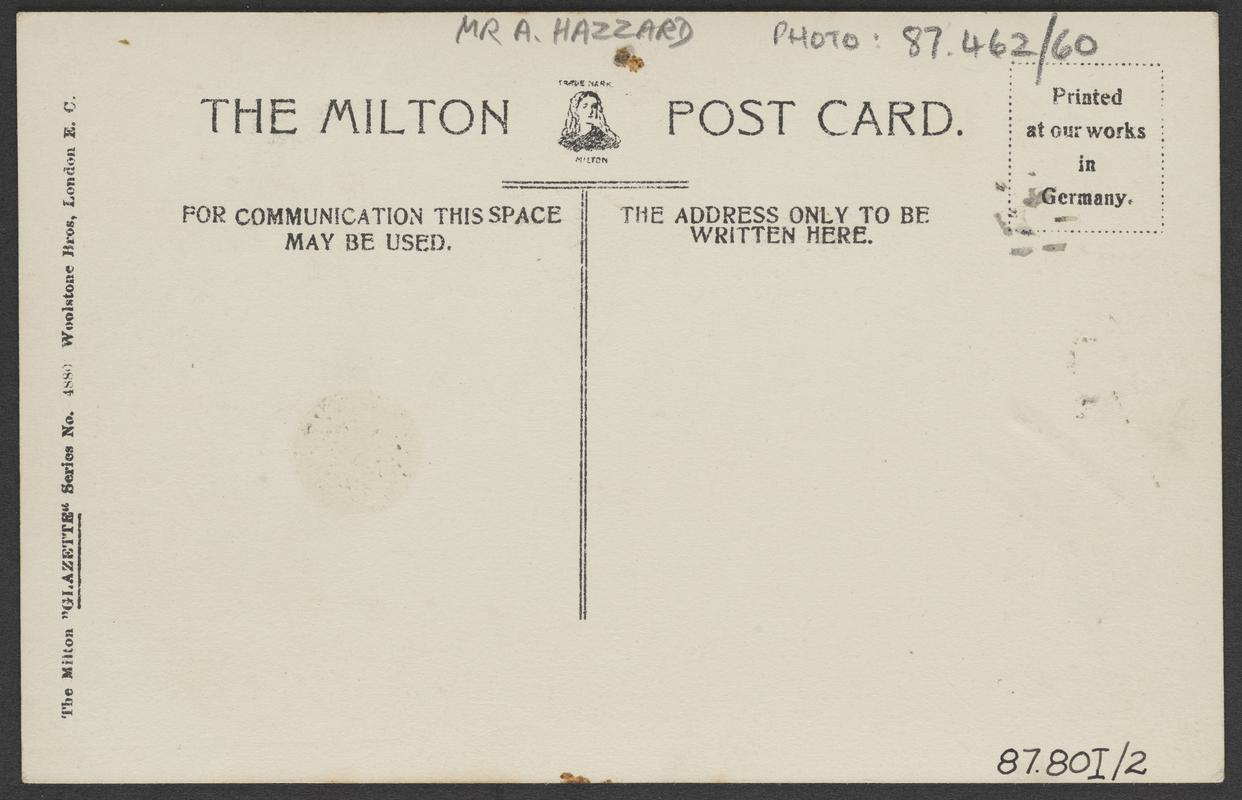 MR A. HAZZARD PHOTO: 87.462/60
THE MILTON
TRADE MARK
MILTON
POST CARD.
Printed
at our works
in
Germany.
FOR COMMUNICATION THIS SPACE
MAY BE USED.
THE ADDRESS ONLY TO BE
WRITTEN HERE.
The Milton "GLAZETTE" Series No. Woolstone Bros, London E. C.
87.80I/2